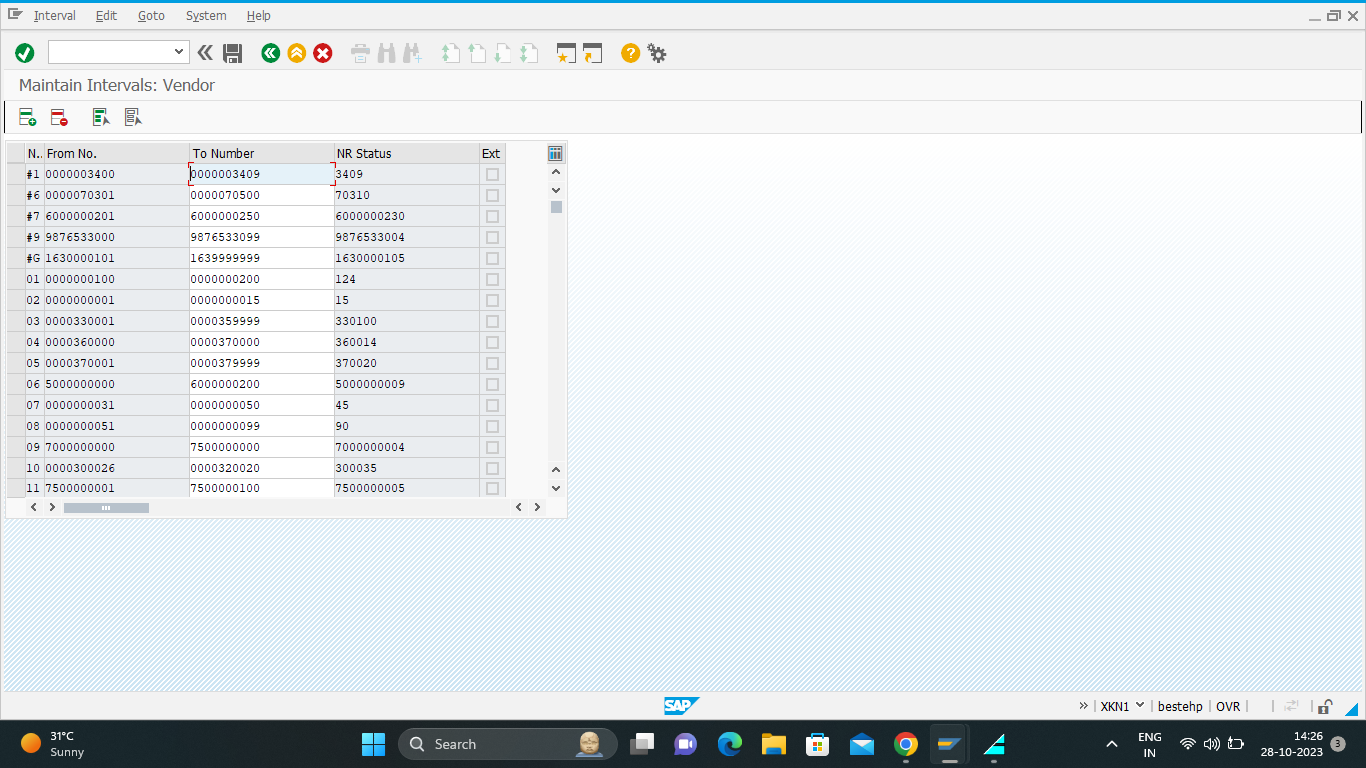 Interval Edit Goto System Help
Maintain Intervals: Vendor
N.. From No. To Number NR Status Ext
#1 0000003400 0000003409 3409
#6 0000070301 0000070500 70310
#7 6000000201 6000000250 6000000230
#9 9876533000 9876533099 9876533004
#G 1630000101 1639999999 1630000105
01 0000000100 0000000200 124
02 0000000001 0000000015 15
03 0000330001 0000359999 330100
04 0000360000 0000370000 360014
05 0000370001 0000379999 370020
06 5000000000 6000000200 5000000009
07 0000000031 0000000050 45
08 0000000051 0000000099 90
09 7000000000 7500000000 7000000004
10 0000300026 0000320020 300035
11 7500000001 7500000100 7500000005
SAP XKN1 bestehp OVR
31°C
Sunny
Search
ENG
IN
14:26
28-10-2023
3